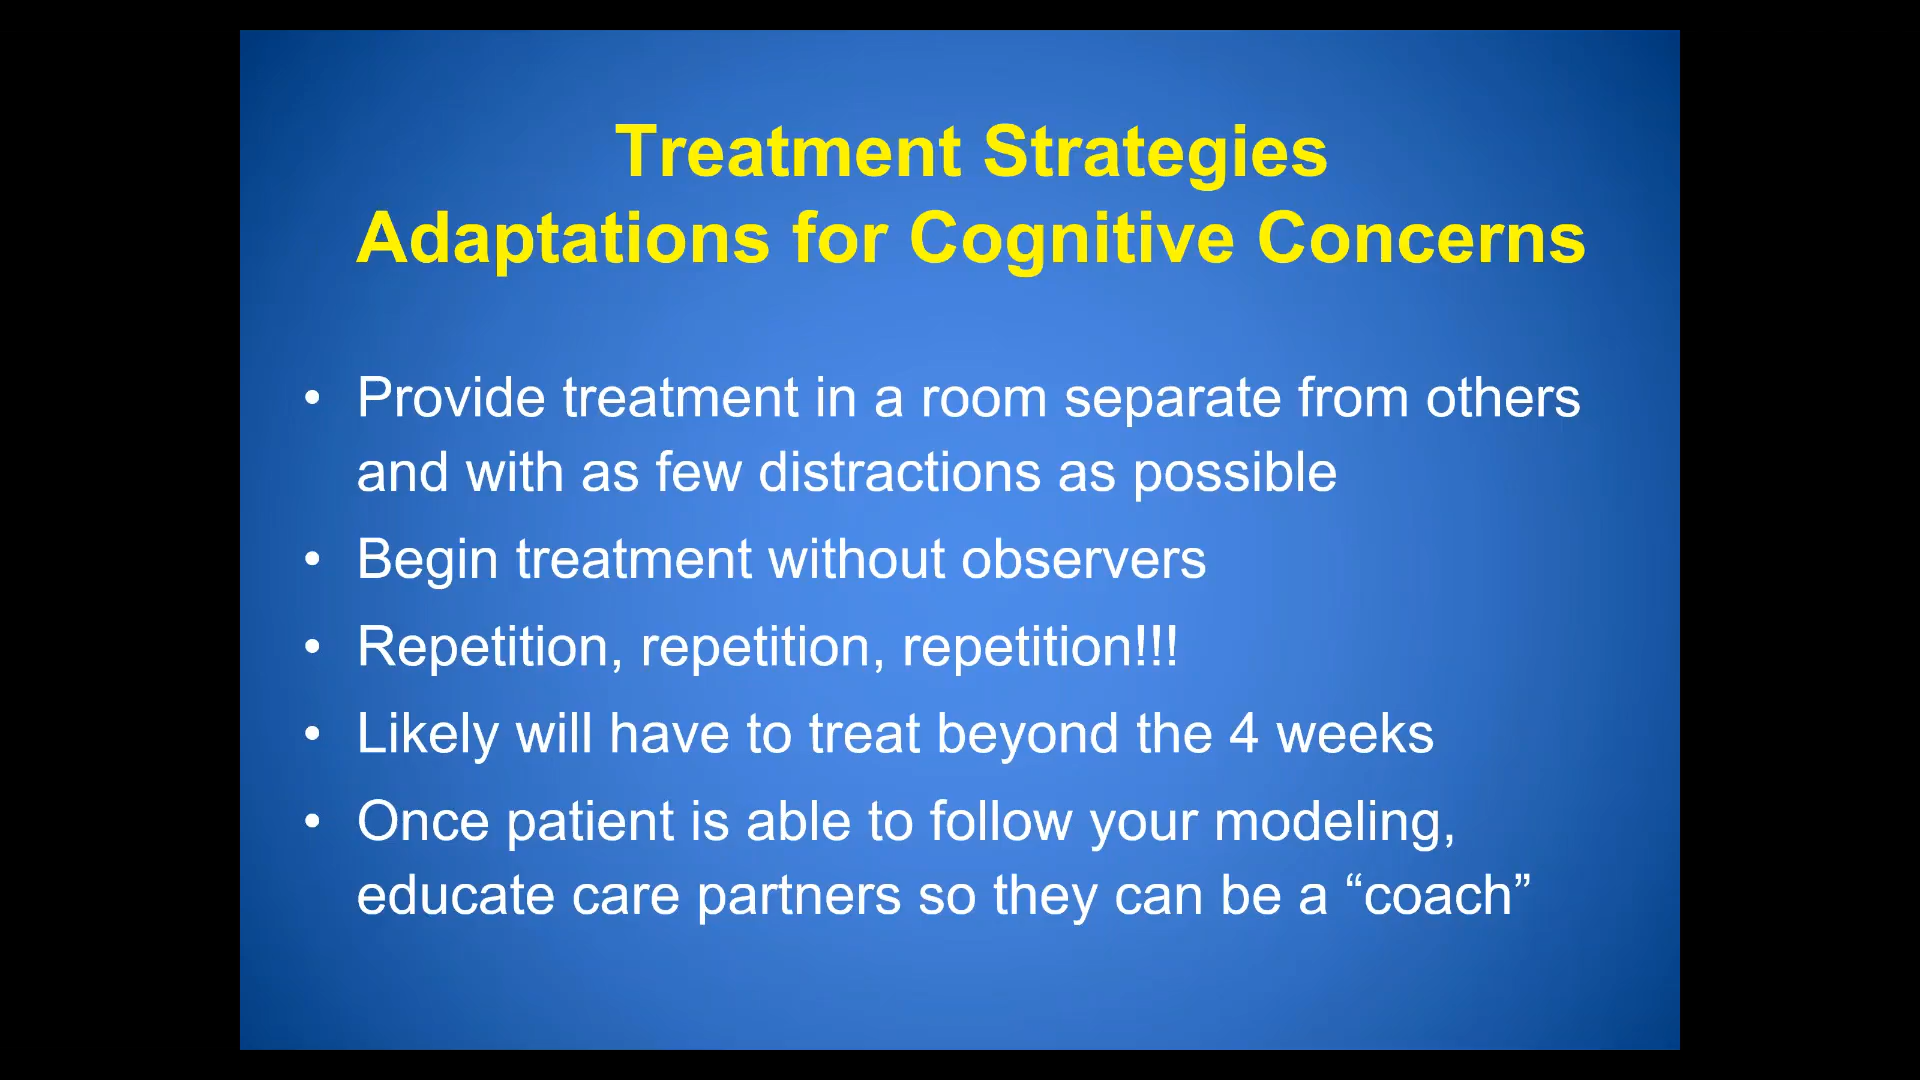 Treatment Strategies
Adaptations for Cognitive Concerns
• Provide treatment in a room separate from others
and with as few distractions as possible
• Begin treatment without observers
• Repetition, repetition, repetition!!!
• Likely will have to treat beyond the 4 weeks
• Once patient is able to follow your modeling,
educate care partners so they can be a “coach”